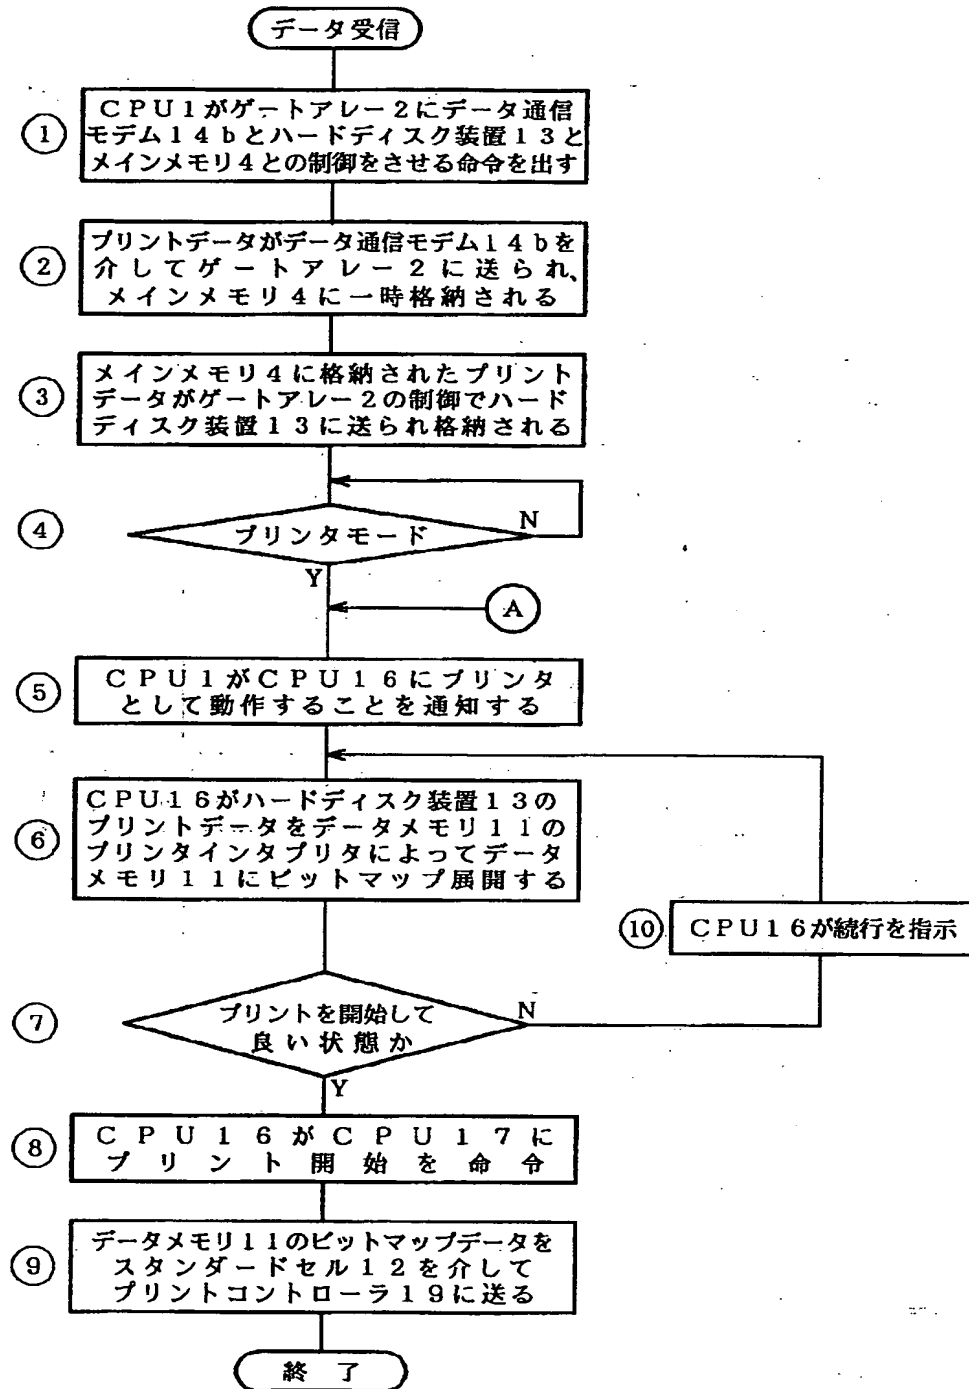 データ受信
① CPU1がゲートアレー2にデータ通信
モデム14bとハードディスク装置13と
メインメモリ4との制御をさせる命令を出す
② プリントデータがデータ通信モデム14bを
介してゲートアレー2に送られ、
メインメモリ4に一時格納される
③ メインメモリ4に格納されたプリント
データがゲートアレー2の制御でハード
ディスク装置13に送られ格納される
④ プリンタモード
N
Y
A
⑤ CPU1がCPU16にプリンタ
として動作することを通知する
⑥ CPU16がハードディスク装置13の
プリントデータをデータメモリ11の
プリンタインタプリタによってデータ
メモリ11にビットマップ展開する
⑩ CPU16が続行を指示
⑦ プリントを開始して
良い状態か
N
Y
⑧ CPU16がCPU17に
プリント開始を命令
⑨ データメモリ11のビットマップデータを
スタンダードセル12を介して
プリントコントローラ19に送る
終了